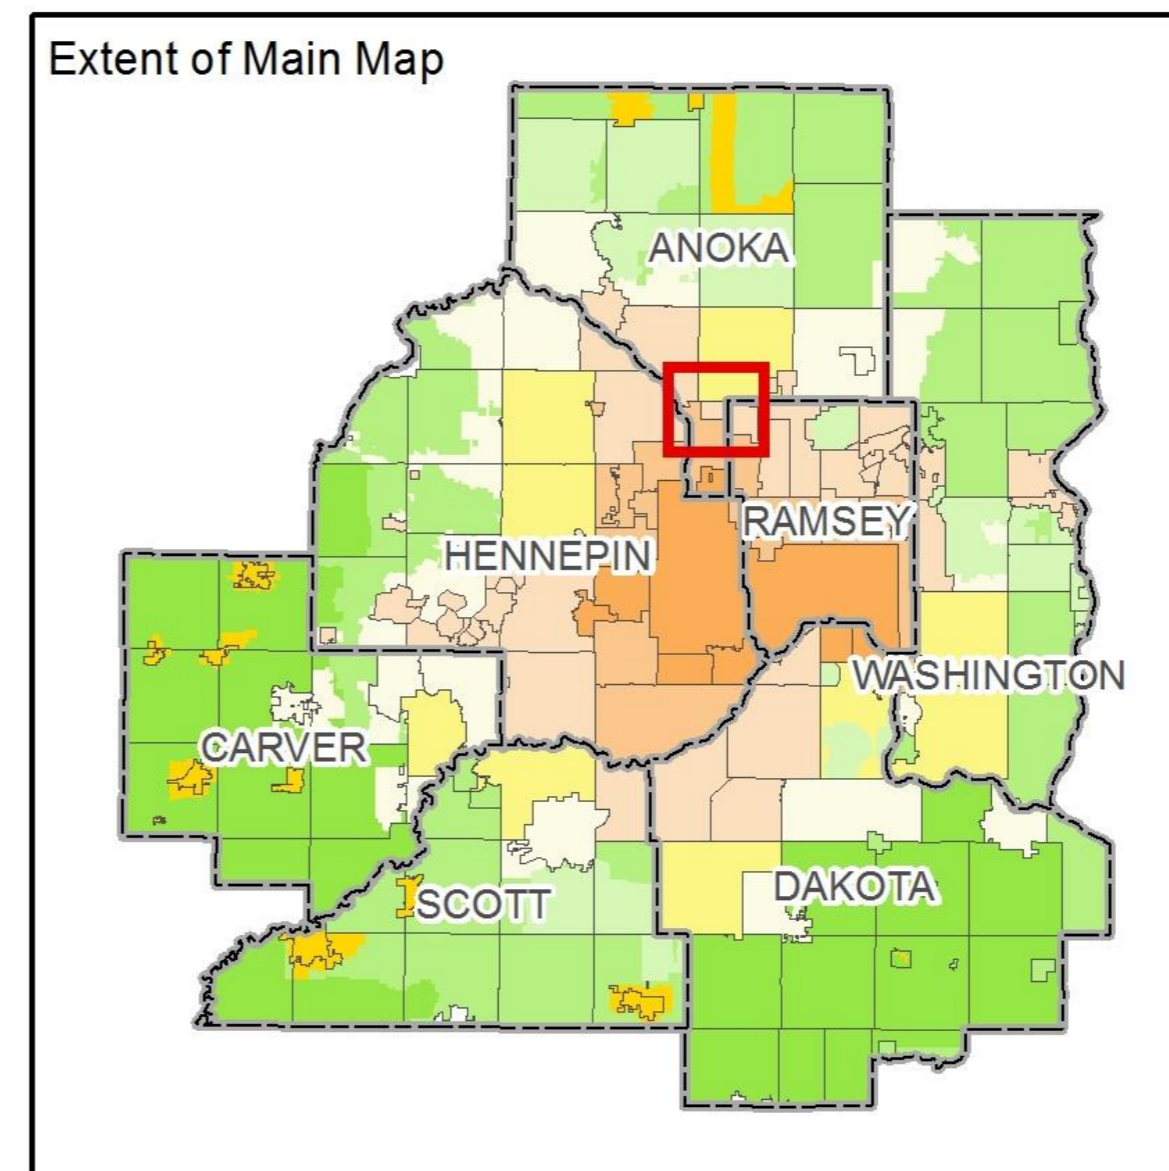 Extent of Main Map
ANOKA
RAMSEY
HENNEPIN
WASHINGTON
CARVER
DAKOTA
SCOTT